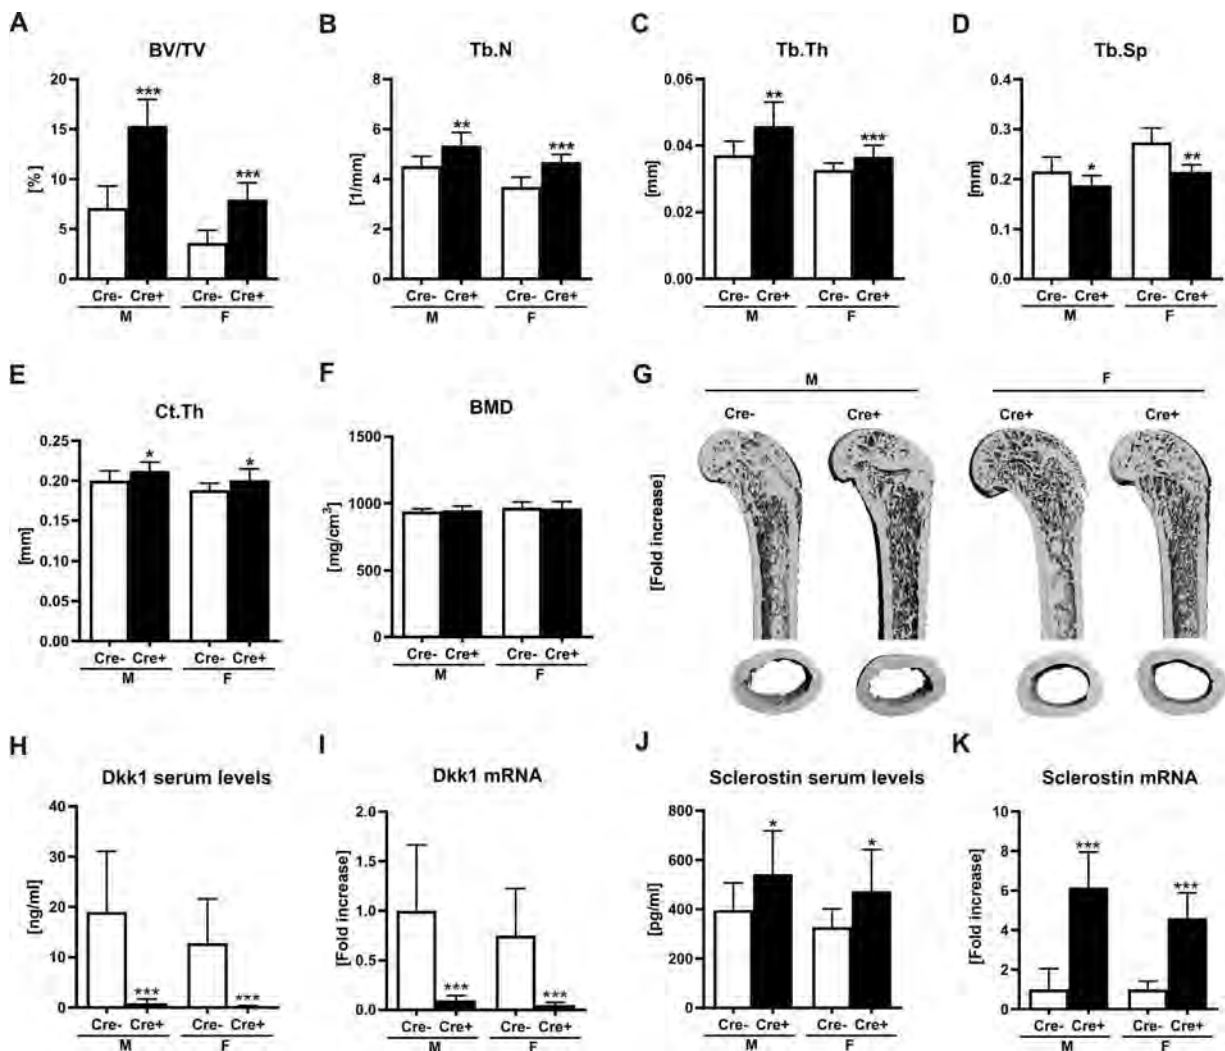 A
BV/TV
[%]
20
15
10
5
0
***
***
Cre- Cre+ Cre- Cre+
M F
B
Tb.N
[1/mm]
8
6
4
2
0
**
***
Cre- Cre+ Cre- Cre+
M F
C
Tb.Th
[mm]
0.06
0.04
0.02
0.00
**
***
Cre- Cre+ Cre- Cre+
M F
D
Tb.Sp
[mm]
0.4
0.3
0.2
0.1
0.0
*
**
Cre- Cre+ Cre- Cre+
M F
E
Ct.Th
[mm]
0.25
0.20
0.15
0.10
0.05
0.00
*
*
Cre- Cre+ Cre- Cre+
M F
F
BMD
[mg/cm³]
1500
1000
500
0
Cre- Cre+ Cre- Cre+
M F
G
M F
Cre- Cre+ Cre+ Cre+
[Fold increase]
H
Dkk1 serum levels
[ng/ml]
40
30
20
10
0
***
***
Cre- Cre+ Cre- Cre+
M F
I
Dkk1 mRNA
[Fold increase]
2.0
1.5
1.0
0.5
0.0
***
***
Cre- Cre+ Cre- Cre+
M F
J
Sclerostin serum levels
[pg/ml]
800
600
400
200
0
*
*
Cre- Cre+ Cre- Cre+
M F
K
Sclerostin mRNA
[Fold increase]
10
8
6
4
2
0
***
***
Cre- Cre+ Cre- Cre+
M F